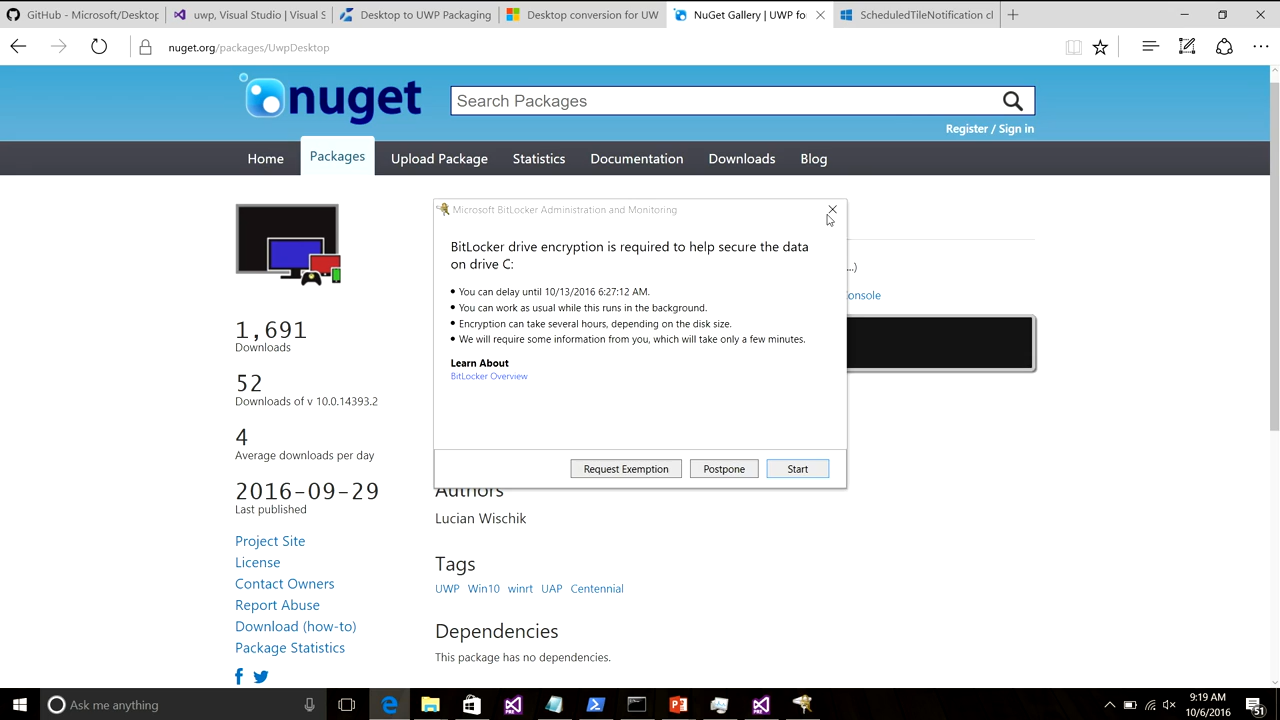 GitHub - Microsoft/Desktop
uwp, Visual Studio | Visual S
Desktop to UWP Packaging
Desktop conversion for UW
NuGet Gallery | UWP fo
ScheduledTileNotification cl
nuget.org/packages/UwpDesktop
nuget
Search Packages
Register / Sign in
Home
Packages
Upload Package
Statistics
Documentation
Downloads
Blog
Microsoft BitLocker Administration and Monitoring
BitLocker drive encryption is required to help secure the data
on drive C:
• You can delay until 10/13/2016 6:27:12 AM.
• You can work as usual while this runs in the background.
• Encryption can take several hours, depending on the disk size.
• We will require some information from you, which will take only a few minutes.
Learn About
BitLocker Overview
Request Exemption
Postpone
Start
...)
onsole
1,691
Downloads
52
Downloads of v 10.0.14393.2
4
Average downloads per day
2016-09-29
Last published
Project Site
License
Contact Owners
Report Abuse
Download (how-to)
Package Statistics
Authors
Lucian Wischik
Tags
UWP Win10 winrt UAP Centennial
Dependencies
This package has no dependencies.
Ask me anything
9:19 AM
10/6/2016
51